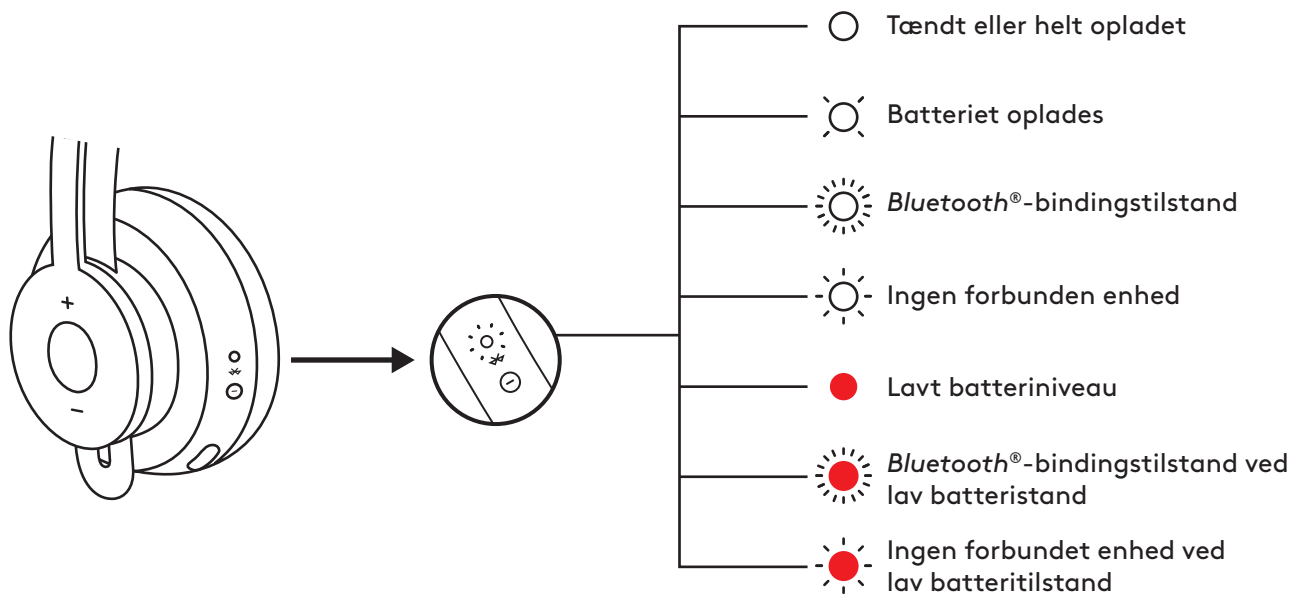 Tændt eller helt opladet
Batteriet oplades
Bluetooth®-bindingstilstand
Ingen forbunden enhed
Lavt batteriniveau
Bluetooth®-bindingstilstand ved
lav batteristand
Ingen forbundet enhed ved
lav batteritilstand